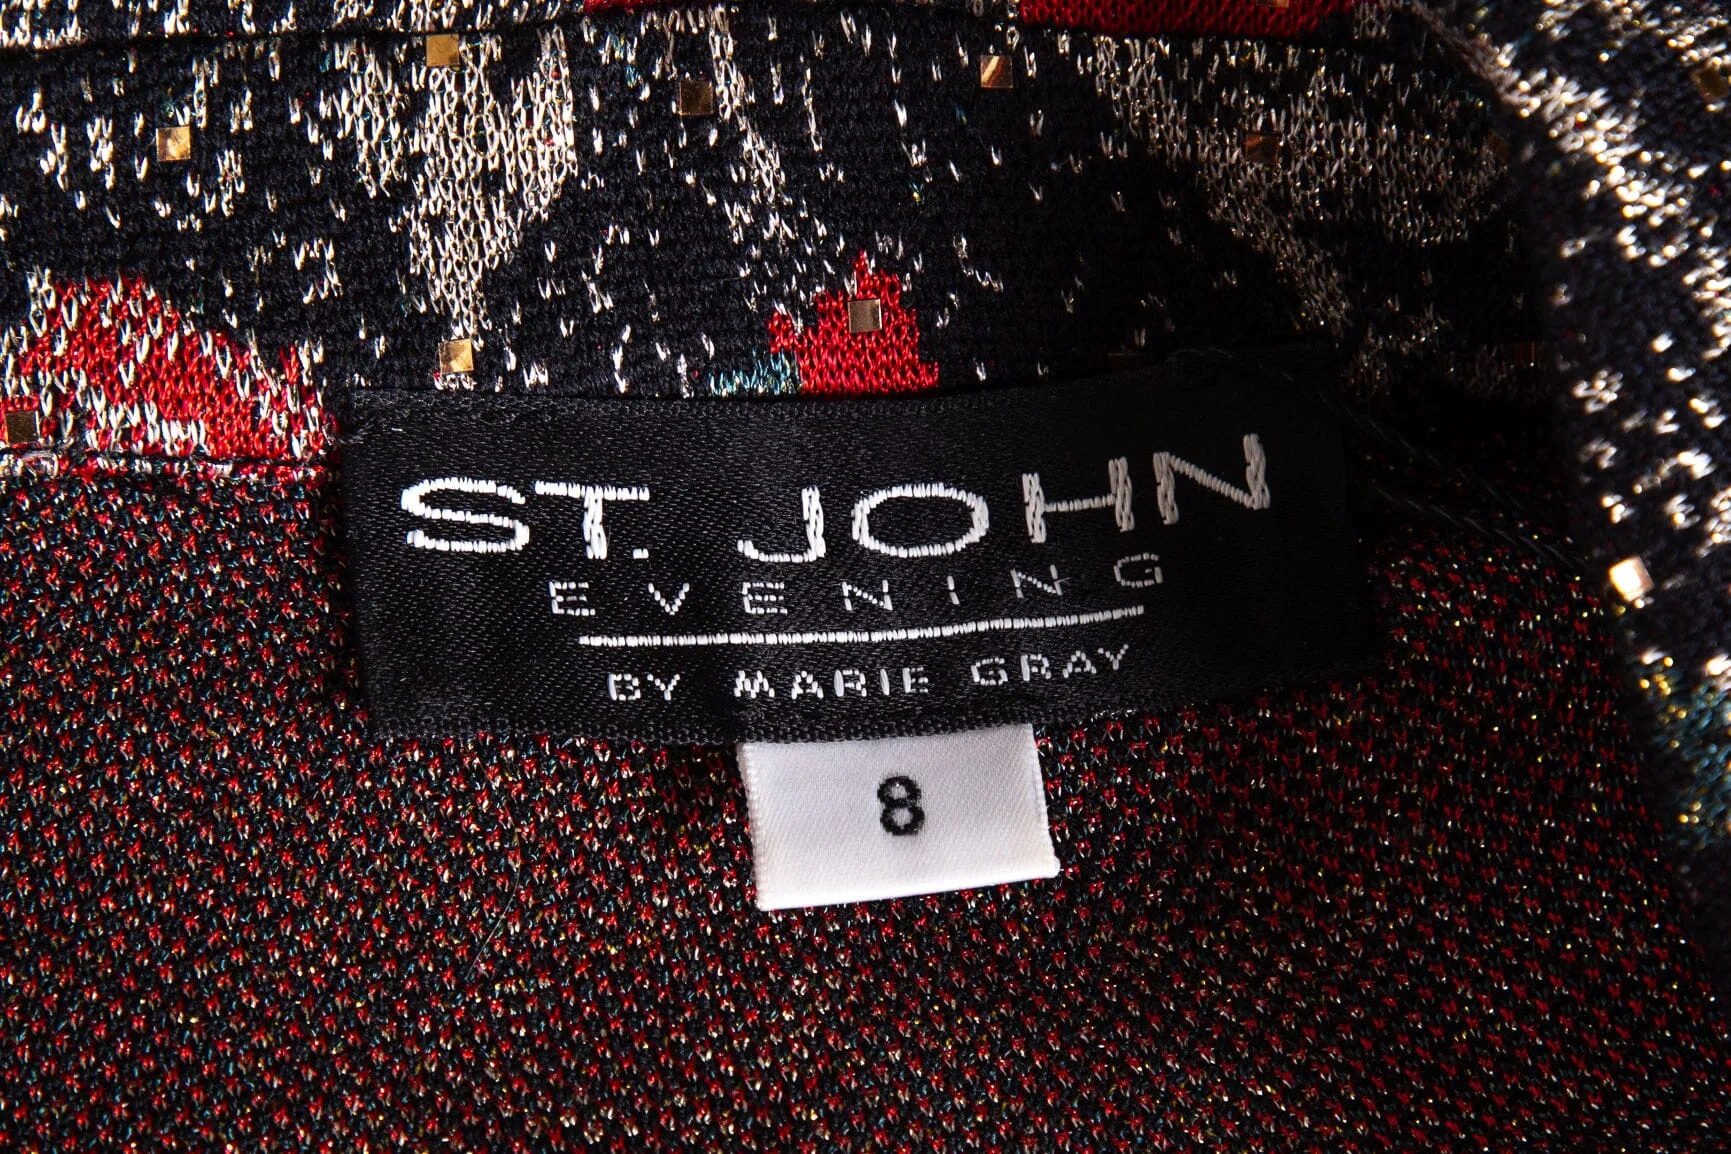 ST. JOHN
EVENING
BY MARIE GRAY
8